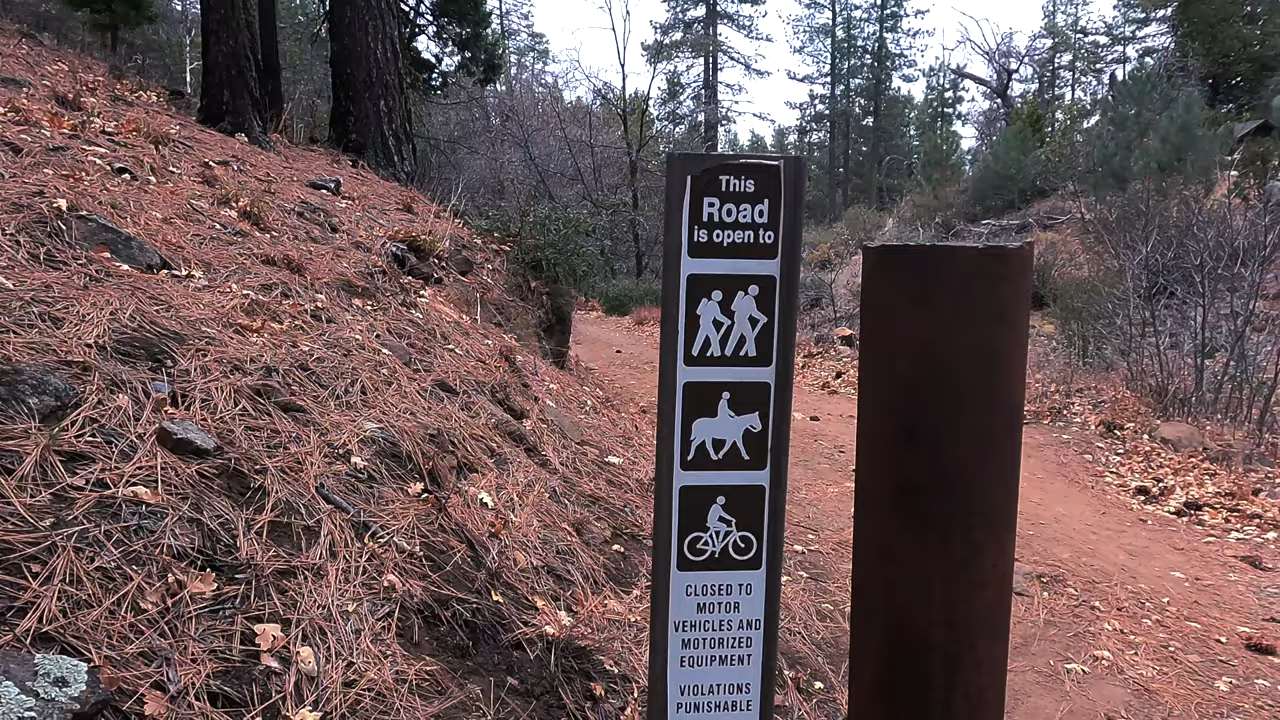 This
Road
is open to
CLOSED TO
MOTOR
VEHICLES AND
MOTORIZED
EQUIPMENT
VIOLATIONS
PUNISHABLE